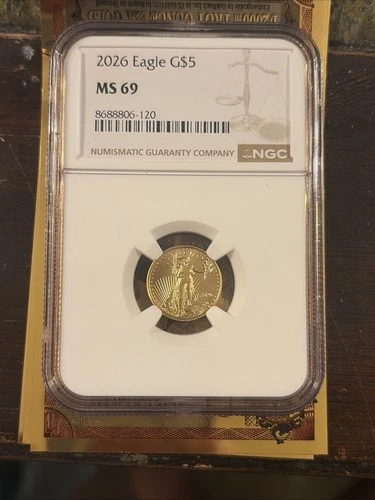 2026 Eagle G$5
MS 69
8688806-120
NUMISMATIC GUARANTY COMPANY
NGC